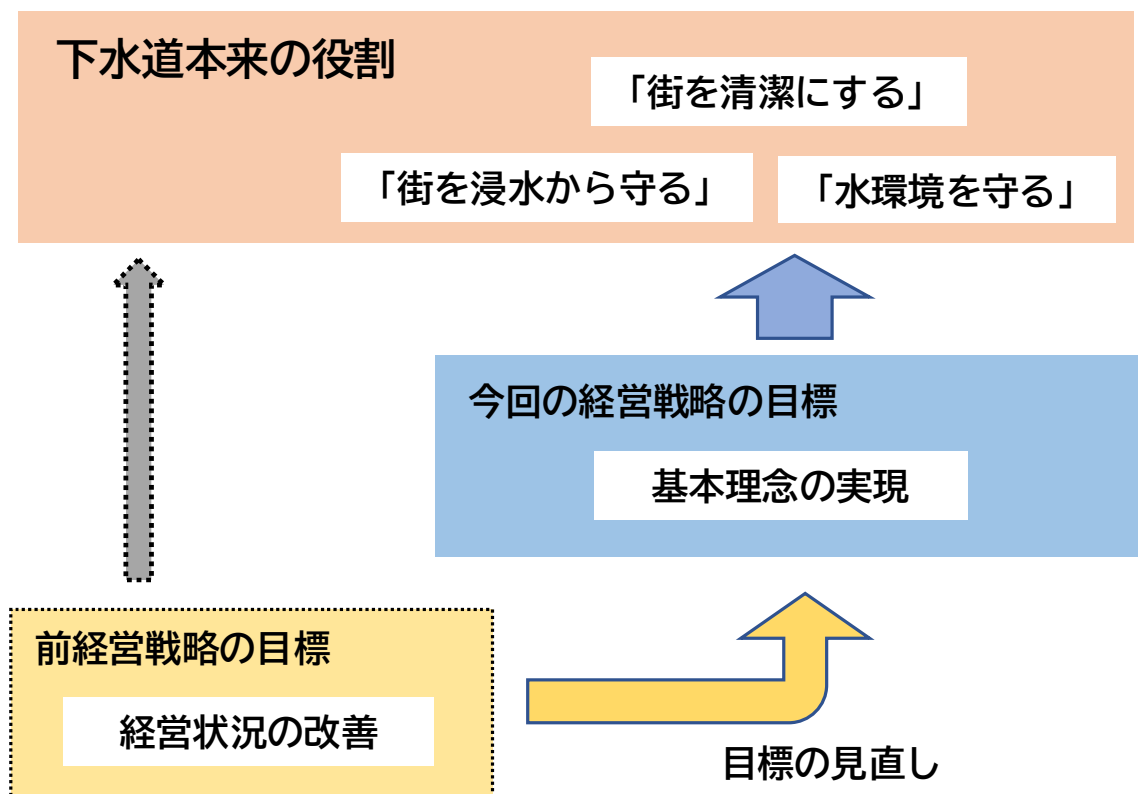 下水道本来の役割
「街を清潔にする」
「街を浸水から守る」
「水環境を守る」
今回の経営戦略の目標
基本理念の実現
前経営戦略の目標
経営状況の改善
目標の見直し